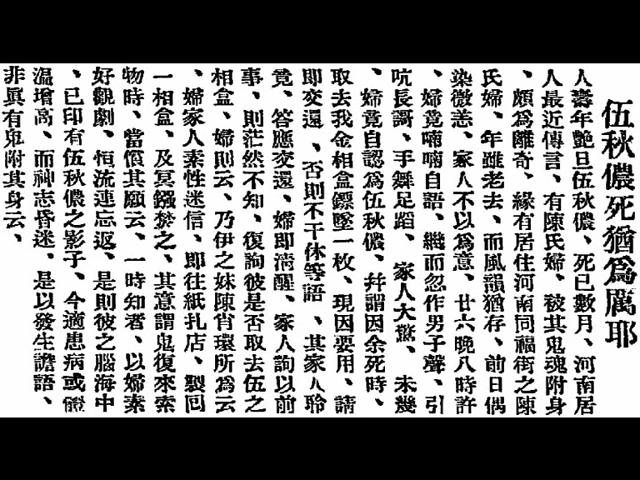 伍秋儂死猶爲厲耶
人壽年艷旦伍秋儂、死已數月、河南居
人最近傳言、有陳氏婦、被其鬼魂附身
、頗爲離奇、緣有居住河南同福街之陳
氏婦、年雖老去、而風韻猶存、前日偶
染微恙、家人不以爲意、廿六晚八時許
、婦竟喃喃自語、繼而忽作男子聲、引
吭長謌、手舞足蹈、家人大驚、未幾
、婦竟自認爲伍秋儂、幷謂因余死時、
取去我金相盒鏢墜一枚、現因要用、請
即交還、否則不干休等語、其家人聆
竟、答應交還、婦即淸醒、家人詢以前
事、則茫然不知、復詢彼是否取去伍之
相盒、婦則云、乃伊之妹陳肖瓊所爲云
、婦家人素性迷信、即往紙扎店、製回
一相盒、及冥鏹焚之、其意謂鬼復來索
物時、當償其願云、一時知者、以婦素
好觀劇、恒流連忘返、是則彼之腦海中
、已印有伍秋儂之影子、今適患病或體
溫增高、而神志昏迷、是以發生譫語、
非眞有鬼附其身云、